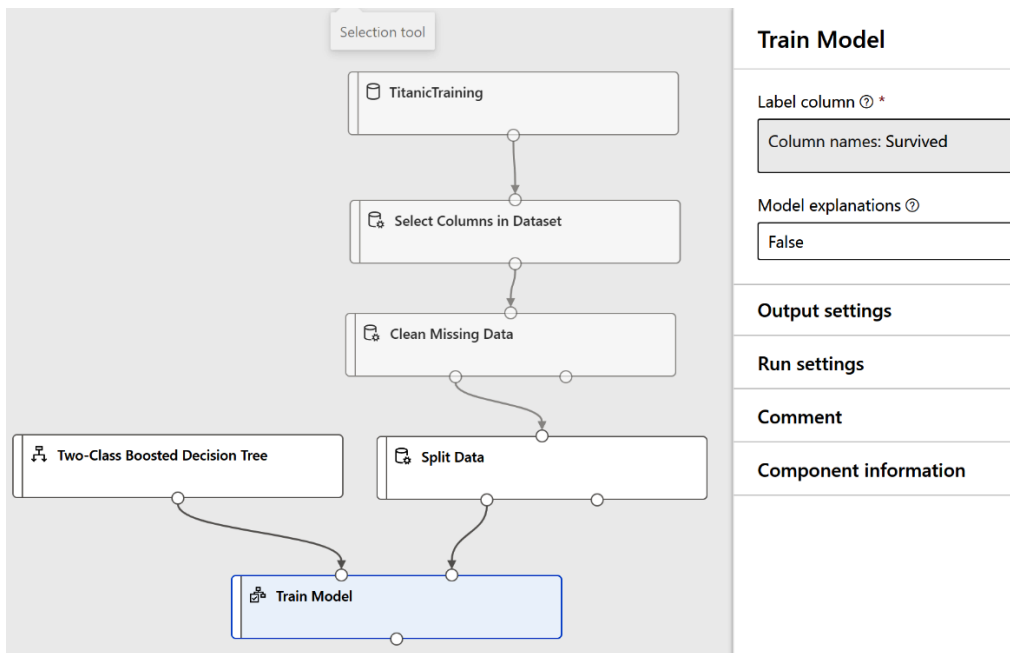 Selection tool
TitanicTraining
Select Columns in Dataset
Clean Missing Data
Two-Class Boosted Decision Tree
Split Data
Train Model
Train Model
Label column ? *
Column names: Survived
Model explanations ?
False
Output settings
Run settings
Comment
Component information